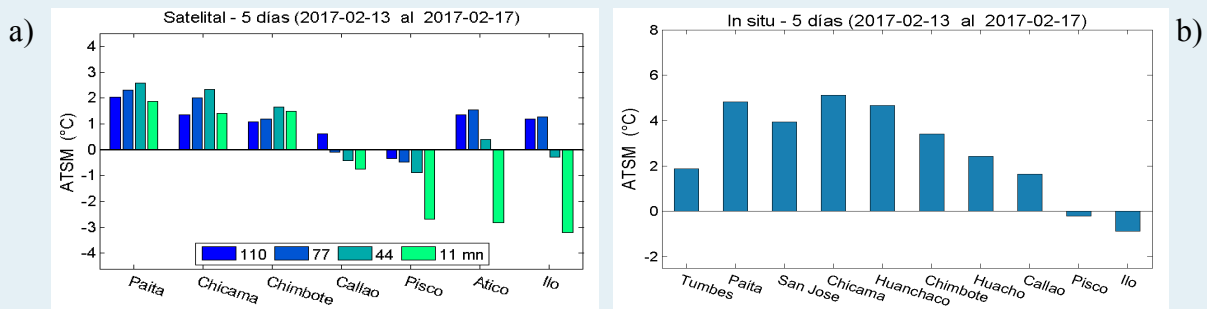 a)
Satelital - 5 días (2017-02-13 al 2017-02-17)
4
3
2
1
0
-1
-2
-3
-4
ATSM (°C)
110 77 44 11 mn
Paita Chicama Chimbote Callao Pisco Atico Ilo
In situ - 5 días (2017-02-13 al 2017-02-17)
b)
8
6
4
2
0
-2
ATSM (°C)
Tumbes Paita San Jose Chicama Huanchaco Chimbote Huacho Callao Pisco Ilo